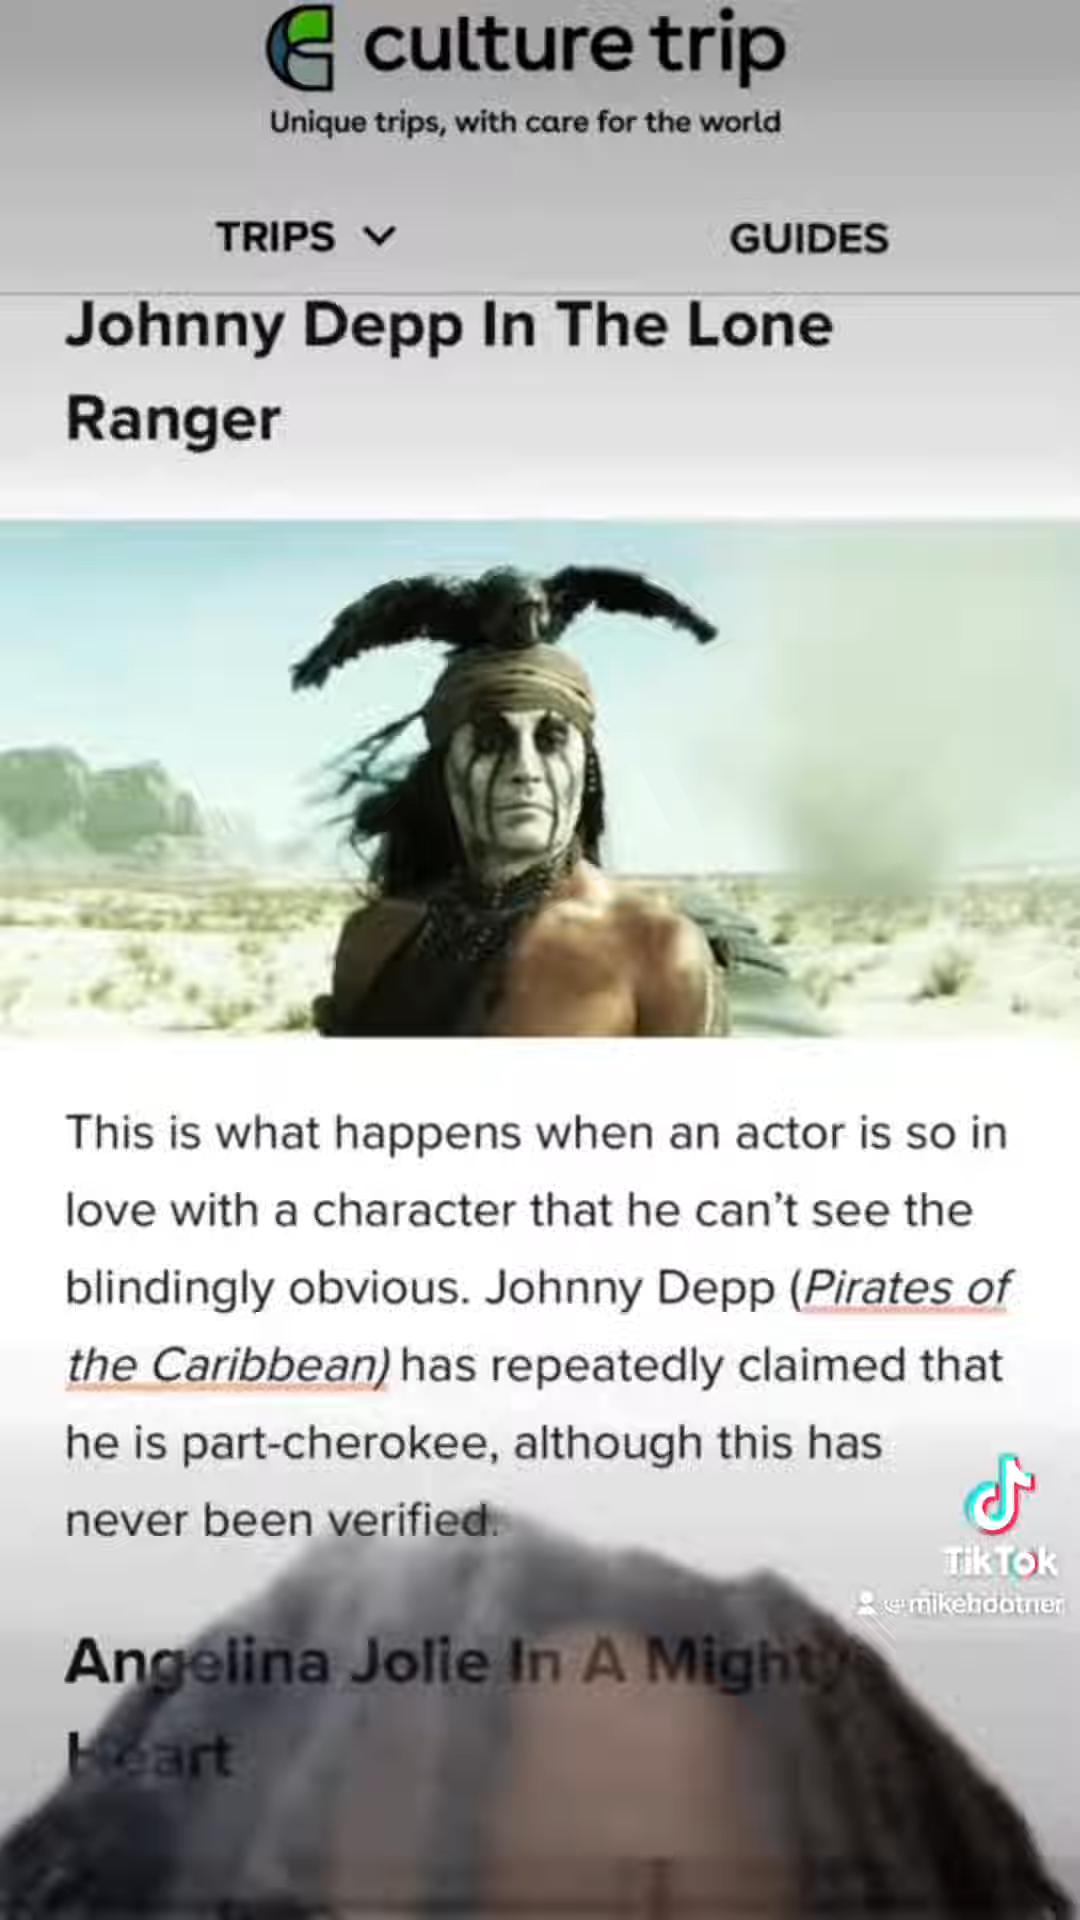 culture trip
Unique trips, with care for the world
TRIPS
GUIDES
Johnny Depp In The Lone
Ranger
This is what happens when an actor is so in
love with a character that he can't see the
blindingly obvious. Johnny Depp (Pirates of
the Caribbean) has repeatedly claimed that
he is part-cherokee, although this has
never been verified.
TikTok
Angelina Jolie In A Mighty
Heart